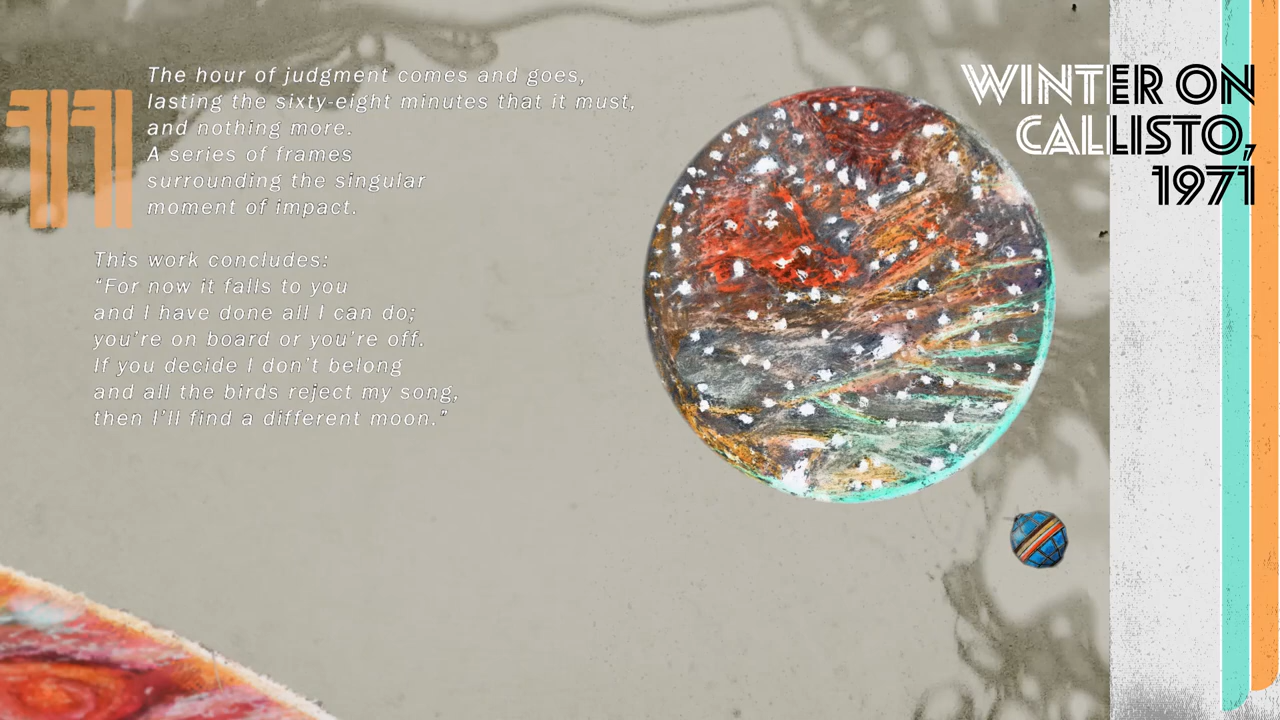 11
The hour of judgment comes and goes,
lasting the sixty-eight minutes that it must,
and nothing more.
A series of frames
surrounding the singular
moment of impact.
This work concludes:
“For now it falls to you
and I have done all I can do;
you’re on board or you’re off.
If you decide I don’t belong
and all the birds reject my song,
then I’ll find a different moon.”
WINTER ON
CALLISTO,
1971